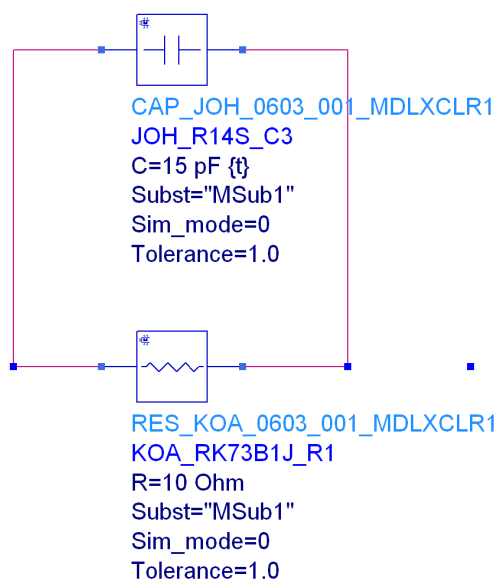 CAP_JOH_0603_001_MDLXCLR1
JOH_R14S_C3
C=15 pF {t}
Subst="MSub1"
Sim_mode=0
Tolerance=1.0
RES_KOA_0603_001_MDLXCLR1
KOA_RK73B1J_R1
R=10 Ohm
Subst="MSub1"
Sim_mode=0
Tolerance=1.0